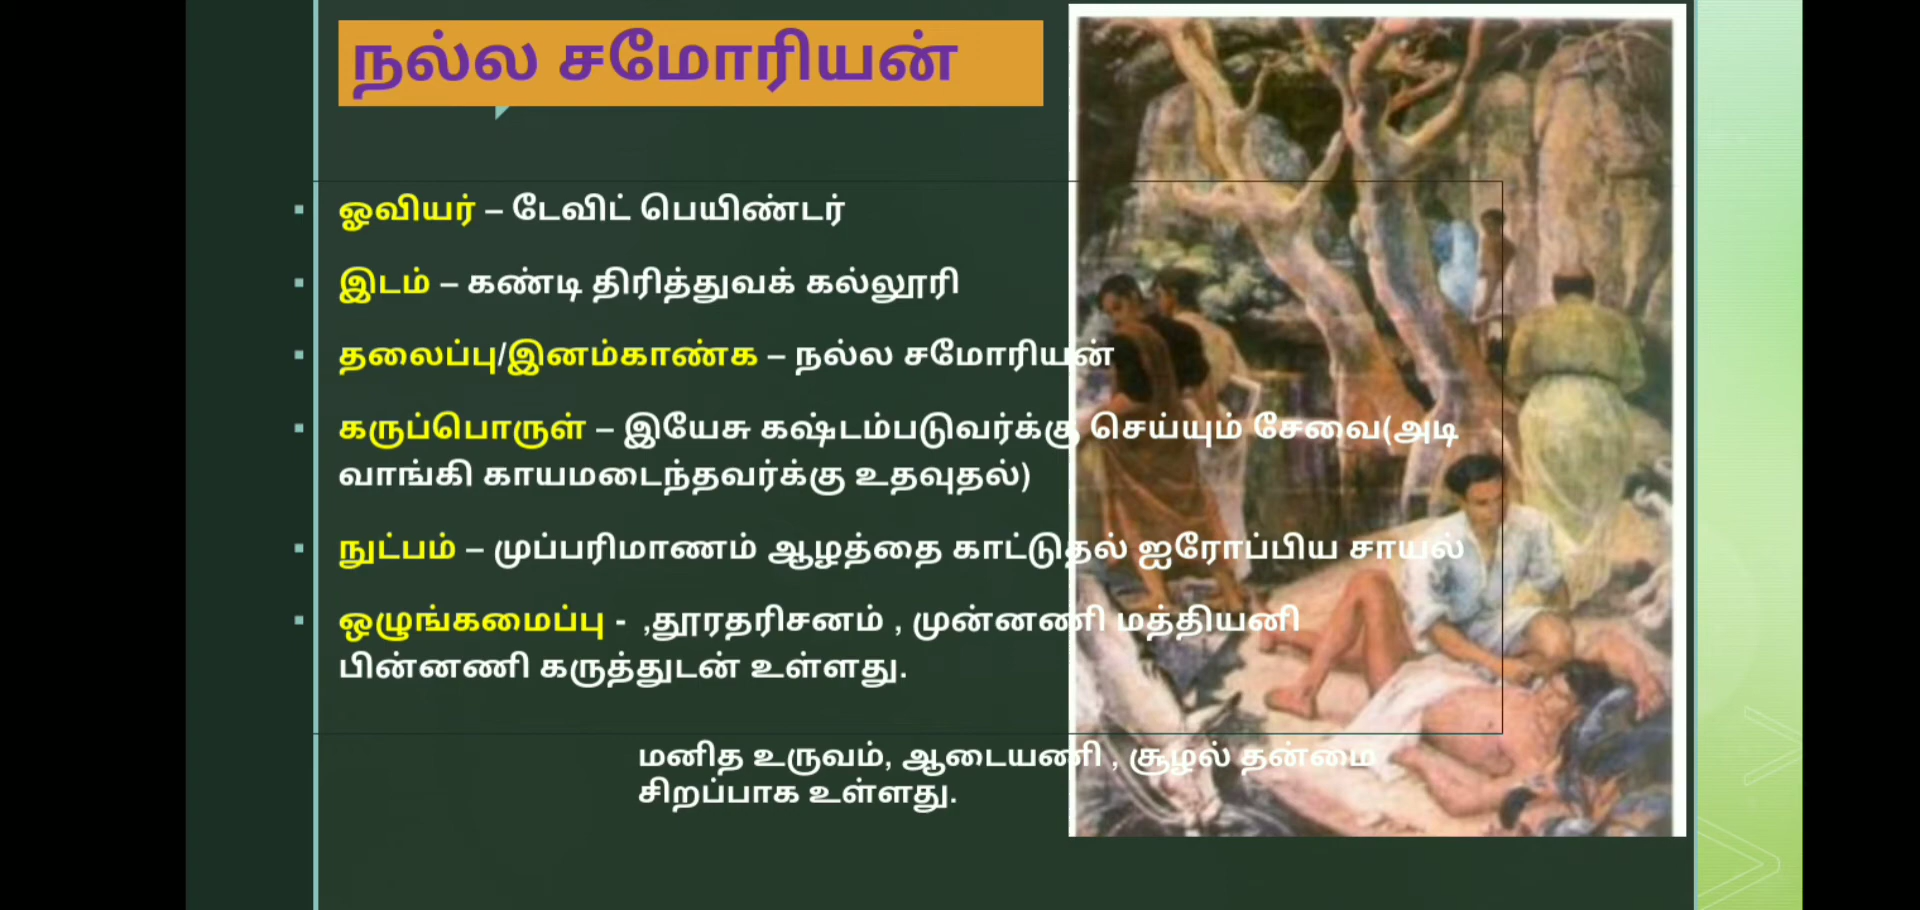 நல்ல சமோரியன்
ஓவியர் – டேவிட் பெயிண்டர்
இடம் – கண்டி திரித்துவக் கல்லூரி
தலைப்பு/இனம்காண்க – நல்ல சமோரியன்
கருப்பொருள் – இயேசு கஷ்டம்படுவர்க்கு செய்யும் சேவை(அடி
வாங்கி காயமடைந்தவர்க்கு உதவுதல்)
நுட்பம் – முப்பரிமாணம் ஆழத்தை காட்டுதல் ஐரோப்பிய சாயல்
ஒழுங்கமைப்பு - ,தூரதரிசனம் , முன்னணி மத்தியனி
பின்னணி கருத்துடன் உள்ளது.
மனித உருவம், ஆடையணி , சூழல் தன்மை
சிறப்பாக உள்ளது.